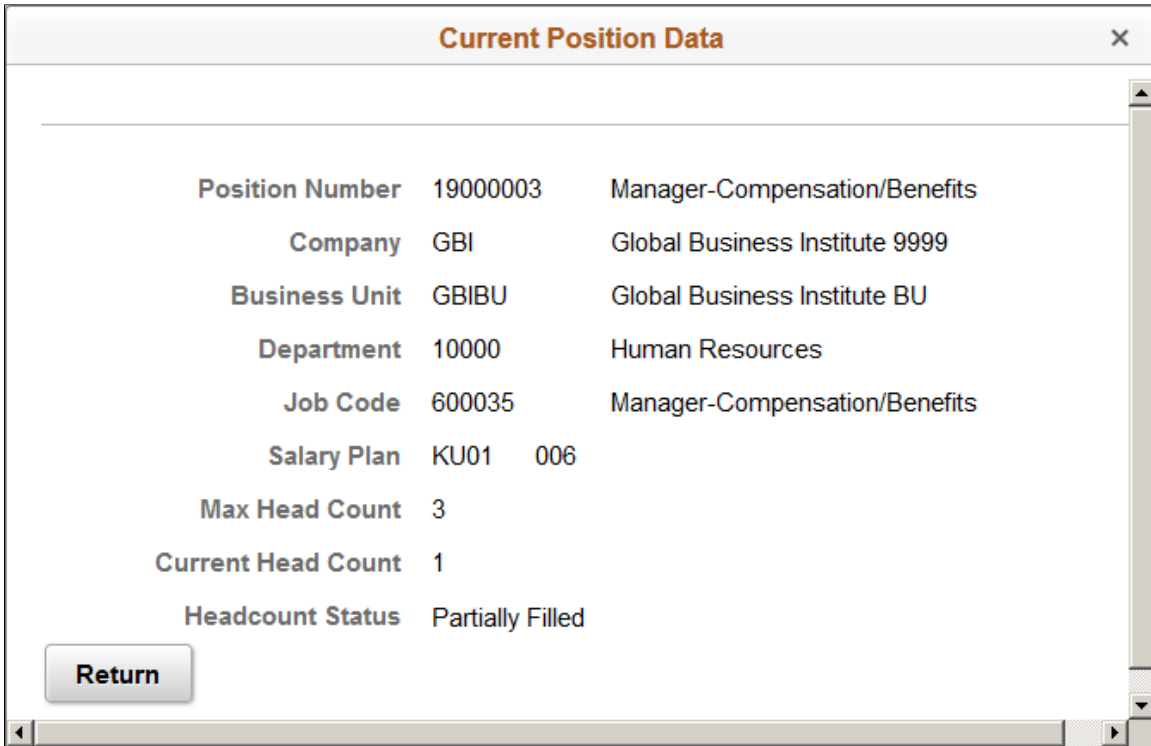 Current Position Data ×
Position Number 19000003 Manager-Compensation/Benefits
Company GBI Global Business Institute 9999
Business Unit GBIBU Global Business Institute BU
Department 10000 Human Resources
Job Code 600035 Manager-Compensation/Benefits
Salary Plan KU01 006
Max Head Count 3
Current Head Count 1
Headcount Status Partially Filled
Return